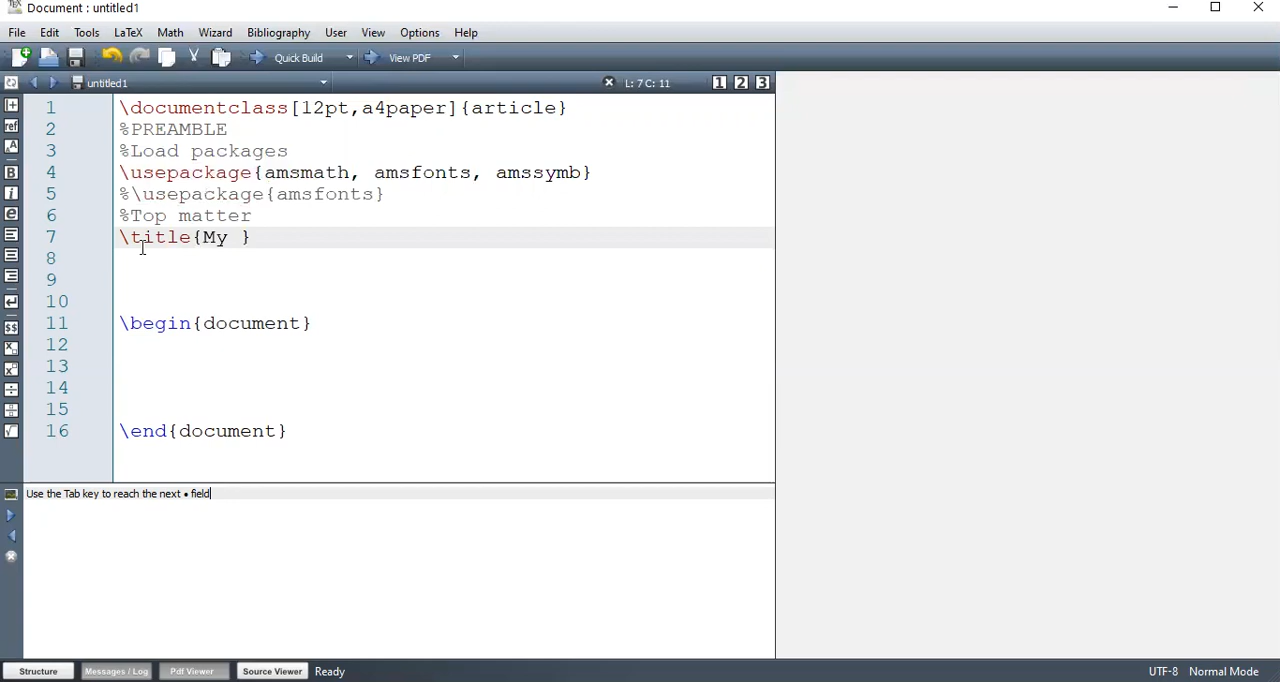 Document : untitled1
File Edit Tools LaTeX Math Wizard Bibliography User View Options Help
Quick Build View PDF
untitled1 L: 7 C: 11 1 2 3
1 \documentclass[12pt,a4paper]{article}
2 %PREAMBLE
3 %Load packages
4 \usepackage{amsmath, amsfonts, amssymb}
5 %\usepackage{amsfonts}
6 %Top matter
7 \title{My }
8
9
10
11 \begin{document}
12
13
14
15
16 \end{document}
Use the Tab key to reach the next • field
Structure Messages / Log Pdf Viewer Source Viewer Ready UTF-8 Normal Mode